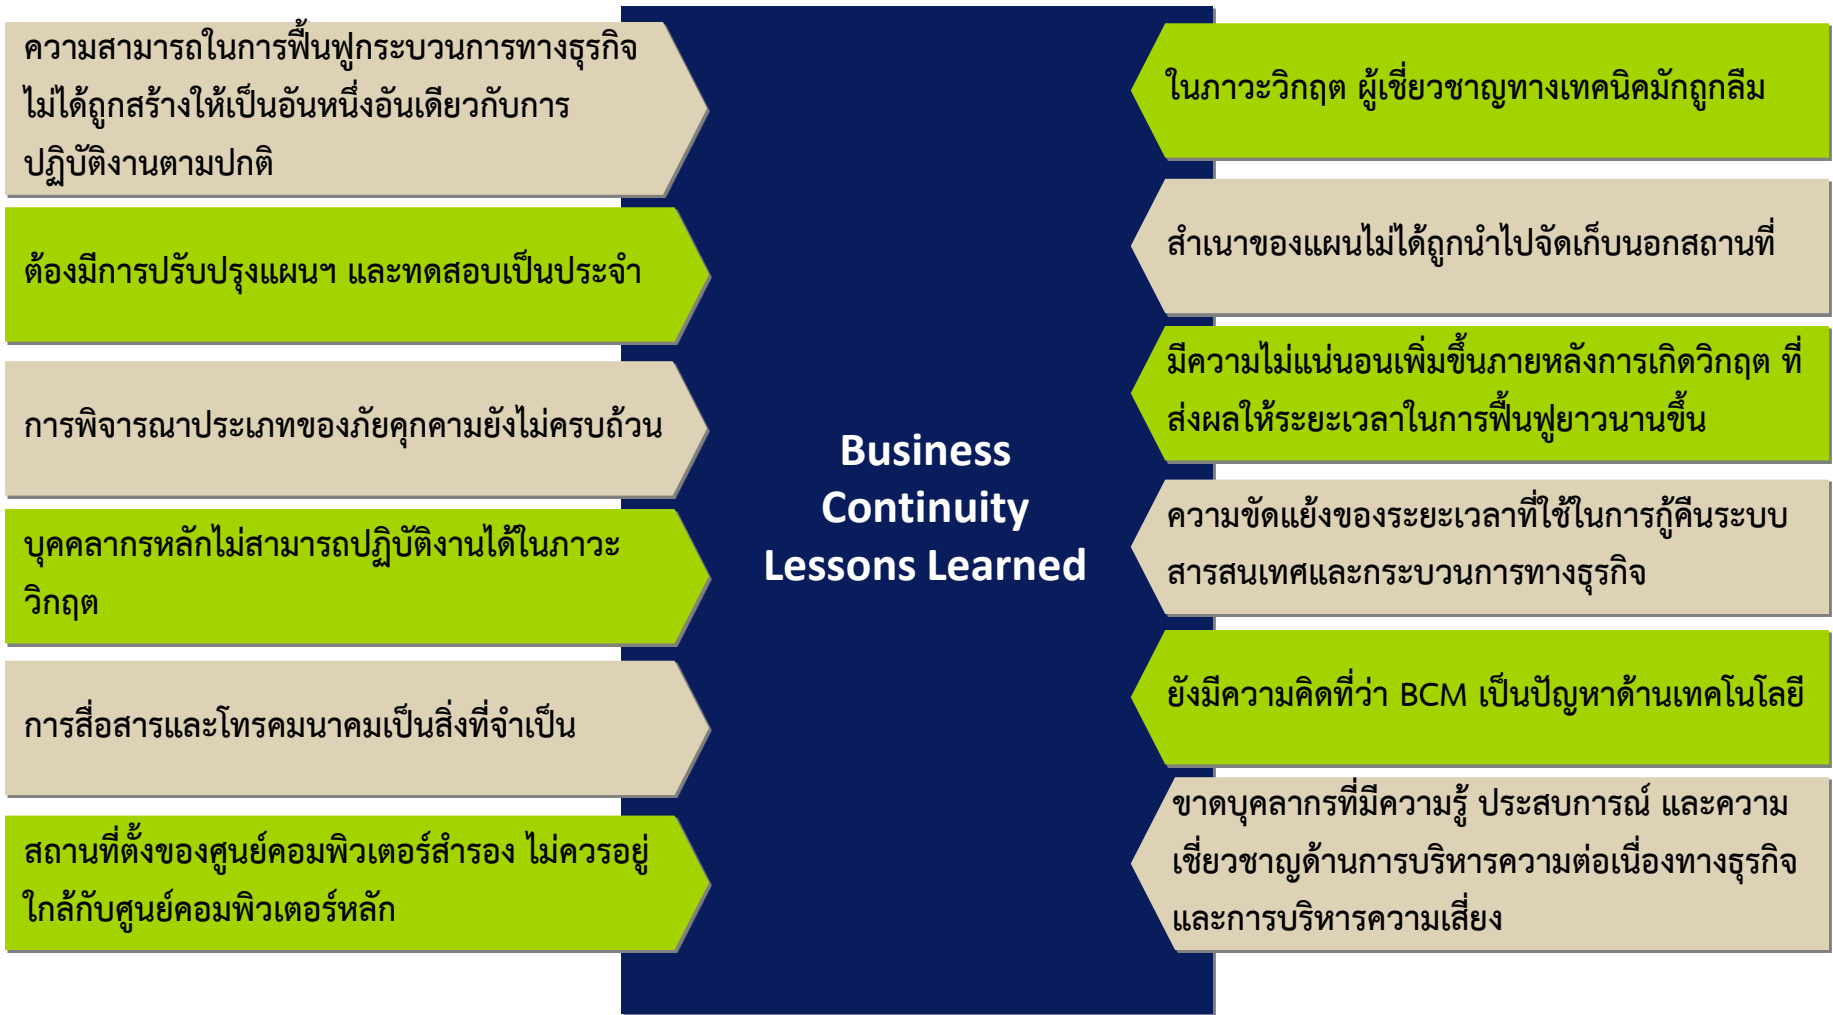 ความสามารถในการฟื้นฟูกระบวนการทางธุรกิจ
ไม่ได้ถูกสร้างให้เป็นอันหนึ่งอันเดียวกับการ
ปฏิบัติงานตามปกติ
ต้องมีการปรับปรุงแผนฯ และทดสอบเป็นประจำ
การพิจารณาประเภทของภัยคุกคามยังไม่ครบถ้วน
บุคคลากรหลักไม่สามารถปฏิบัติงานได้ในภาวะ
วิกฤต
การสื่อสารและโทรคมนาคมเป็นสิ่งที่จำเป็น
สถานที่ตั้งของศูนย์คอมพิวเตอร์สำรอง ไม่ควรอยู่
ใกล้กับศูนย์คอมพิวเตอร์หลัก
Business
Continuity
Lessons Learned
ในภาวะวิกฤต ผู้เชี่ยวชาญทางเทคนิคมักถูกลืม
สำเนาของแผนไม่ได้ถูกนำไปจัดเก็บนอกสถานที่
มีความไม่แน่นอนเพิ่มขึ้นภายหลังการเกิดวิกฤต ที่
ส่งผลให้ระยะเวลาในการฟื้นฟูยาวนานขึ้น
ความขัดแย้งของระยะเวลาที่ใช้ในการกู้คืนระบบ
สารสนเทศและกระบวนการทางธุรกิจ
ยังมีความคิดที่ว่า BCM เป็นปัญหาด้านเทคโนโลยี
ขาดบุคลากรที่มีความรู้ ประสบการณ์ และความ
เชี่ยวชาญด้านการบริหารความต่อเนื่องทางธุรกิจ
และการบริหารความเสี่ยง